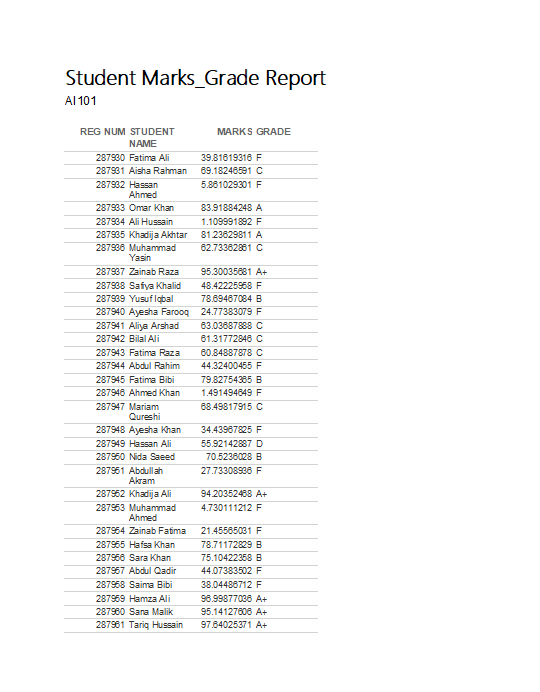 Student Marks_Grade Report
AI101
REG NUM STUDENT NAME MARKS GRADE
287930 Fatima Ali 39.81619316 F
287931 Aisha Rahman 69.18246591 C
287932 Hassan Ahmed 5.861029301 F
287933 Omar Khan 83.91884248 A
287934 Ali Hussain 1.109991892 F
287935 Khadija Akhtar 81.23629811 A
287936 Muhammad Yasin 62.73362861 C
287937 Zainab Raza 95.30035681 A+
287938 Safiya Khalid 48.42225958 F
287939 Yusuf Iqbal 78.69467084 B
287940 Ayesha Farooq 24.77383079 F
287941 Aliya Arshad 63.03687888 C
287942 Bilal Ali 61.31772846 C
287943 Fatima Raza 60.84887878 C
287944 Abdul Rahim 44.32400455 F
287945 Fatima Bibi 79.82754365 B
287946 Ahmed Khan 1.491494649 F
287947 Mariam Qureshi 68.49817915 C
287948 Ayesha Khan 34.43967825 F
287949 Hassan Ali 55.92142887 D
287950 Nida Saeed 70.5236028 B
287951 Abdullah Akram 27.73308936 F
287952 Khadija Ali 94.20352468 A+
287953 Muhammad Ahmed 4.730111212 F
287954 Zainab Fatima 21.45565031 F
287955 Hafsa Khan 78.71172829 B
287956 Sara Khan 75.10422358 B
287957 Abdul Qadir 44.07383502 F
287958 Saima Bibi 38.04486712 F
287959 Hamza Ali 96.99877036 A+
287960 Sana Malik 95.14127606 A+
287961 Tariq Hussain 97.64025371 A+